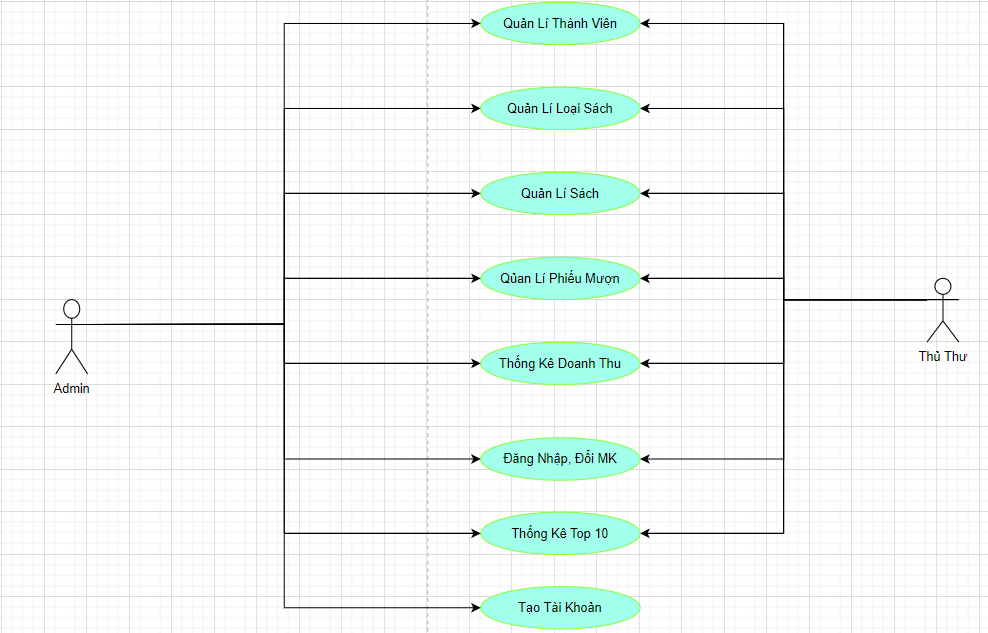 Quản Lí Thành Viên
Quản Lí Loại Sách
Quản Lí Sách
Qủan Lí Phiếu Mượn
Thống Kê Doanh Thu
Đăng Nhập, Đổi MK
Thống Kê Top 10
Tạo Tài Khoản
Admin
Thủ Thư